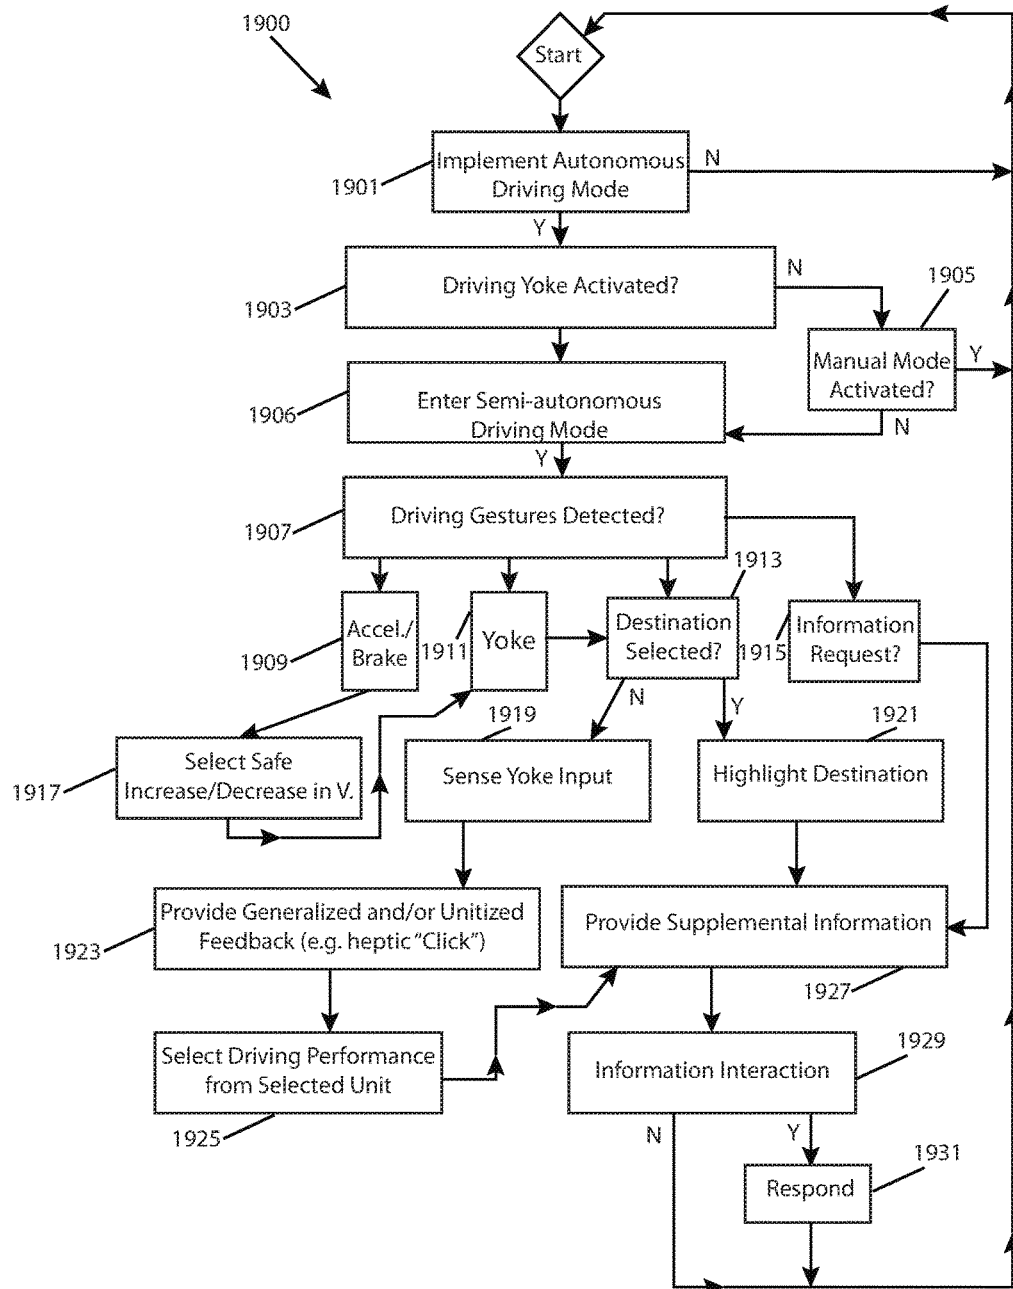 1900
Start
Implement Autonomous
Driving Mode
N
1901
Y
Driving Yoke Activated?
N
1903
1905
Manual Mode
Activated?
Y
N
Enter Semi-autonomous
Driving Mode
1906
Y
Driving Gestures Detected?
1907
1913
Accel./
Brake
1909
Yoke
1911
Destination
Selected?
Information
Request?
1915
N
Y
1919
1921
Select Safe
Increase/Decrease in V.
1917
Sense Yoke Input
Highlight Destination
Provide Generalized and/or Unitized
Feedback (e.g. heptic "Click")
1923
Provide Supplemental Information
1927
Select Driving Performance
from Selected Unit
1925
Information Interaction
1929
N
Y
1931
Respond